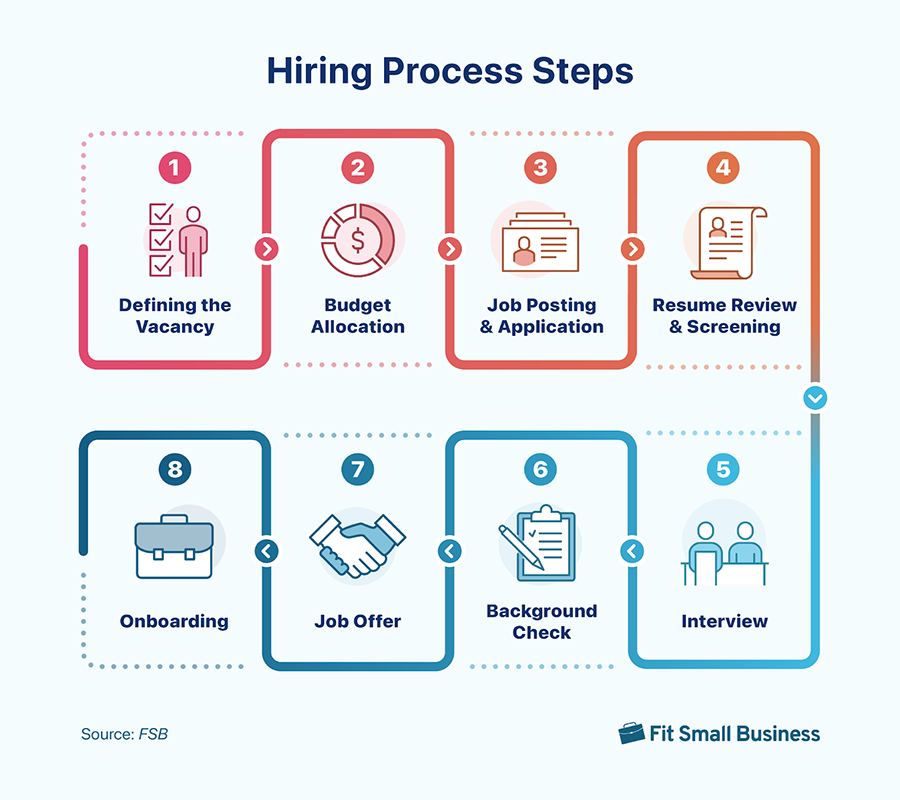 Hiring Process Steps
1
2
3
4
$
Defining the
Vacancy
Budget
Allocation
Job Posting
& Application
Resume Review
& Screening
5
6
7
8
Interview
Background
Check
Job Offer
Onboarding
Source: FSB
Fit Small Business